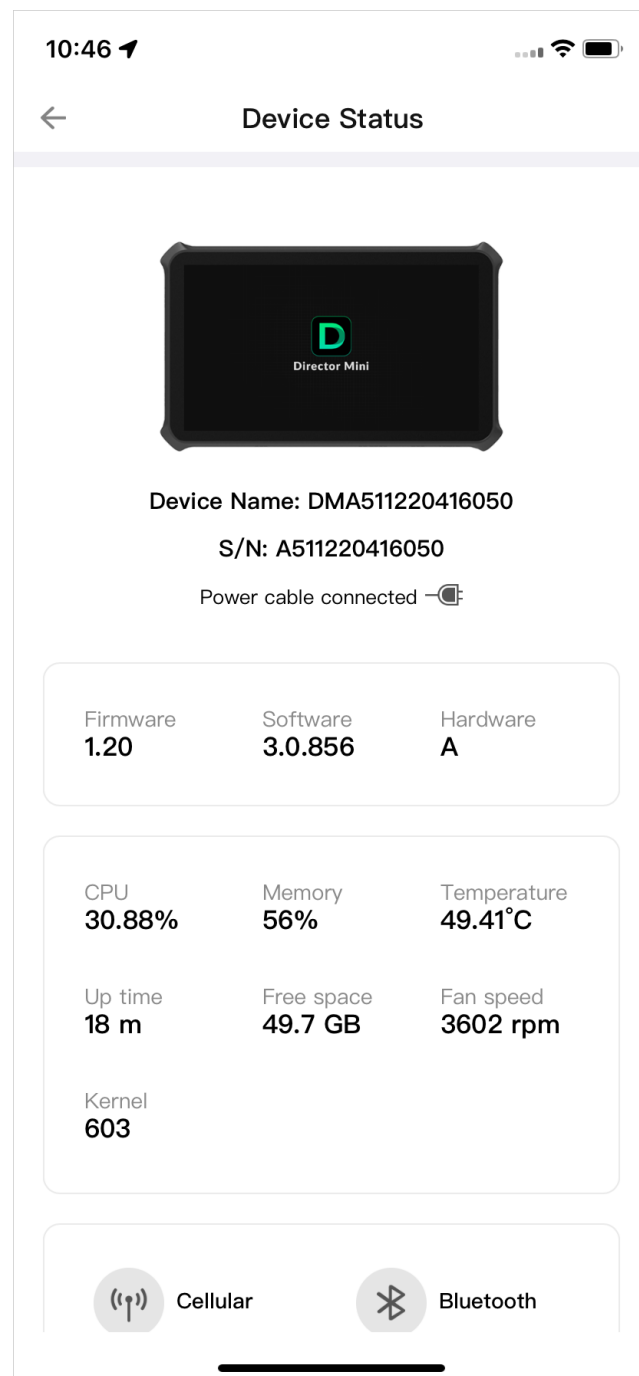 10:46
Device Status
D
Director Mini
Device Name: DMA511220416050
S/N: A511220416050
Power cable connected
Firmware Software Hardware
1.20 3.0.856 A
CPU Memory Temperature
30.88% 56% 49.41°C
Up time Free space Fan speed
18 m 49.7 GB 3602 rpm
Kernel
603
Cellular Bluetooth